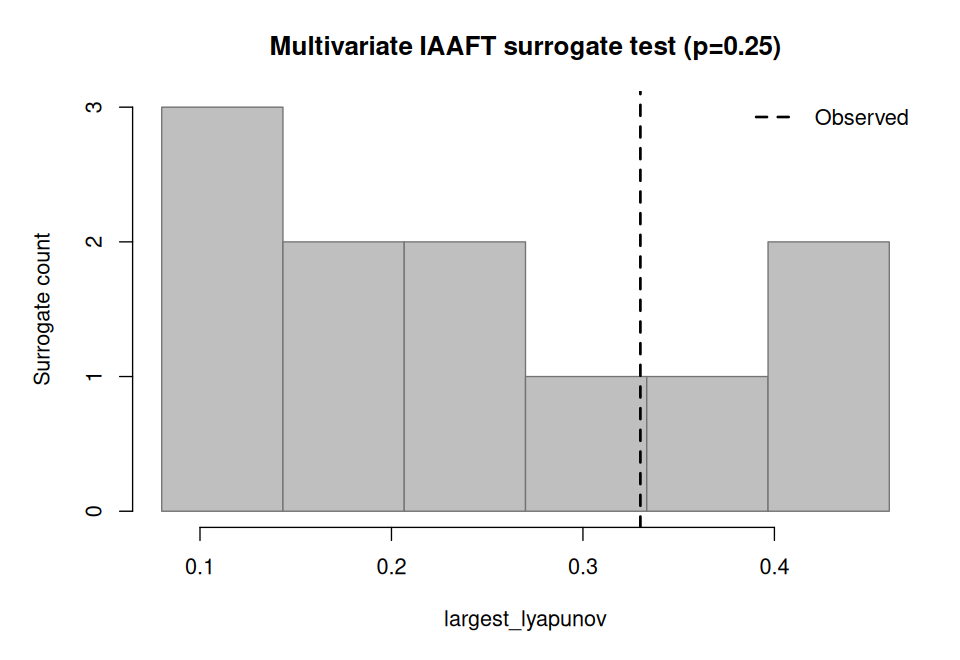 Multivariate IAAFT surrogate test (p=0.25)
Observed
Surrogate count
3
2
1
0
0.1 0.2 0.3 0.4
largest_lyapunov